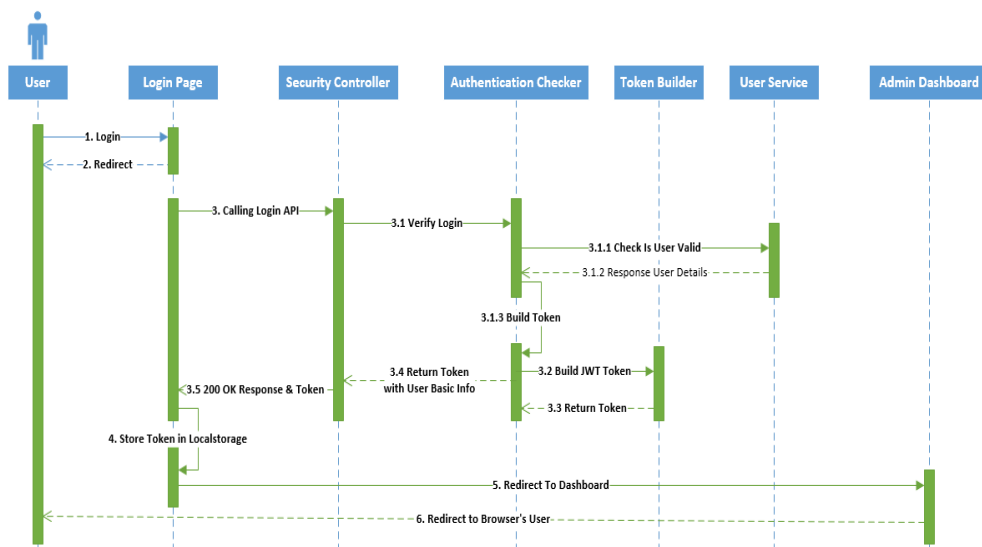 User
Login Page
Security Controller
Authentication Checker
Token Builder
User Service
Admin Dashboard
1. Login
2. Redirect
3. Calling Login API
3.1 Verify Login
3.1.1 Check Is User Valid
3.1.2 Response User Details
3.1.3 Build Token
3.2 Build JWT Token
3.4 Return Token
with User Basic Info
3.5 200 OK Response & Token
3.3 Return Token
4. Store Token in Localstorage
5. Redirect To Dashboard
6. Redirect to Browser's User